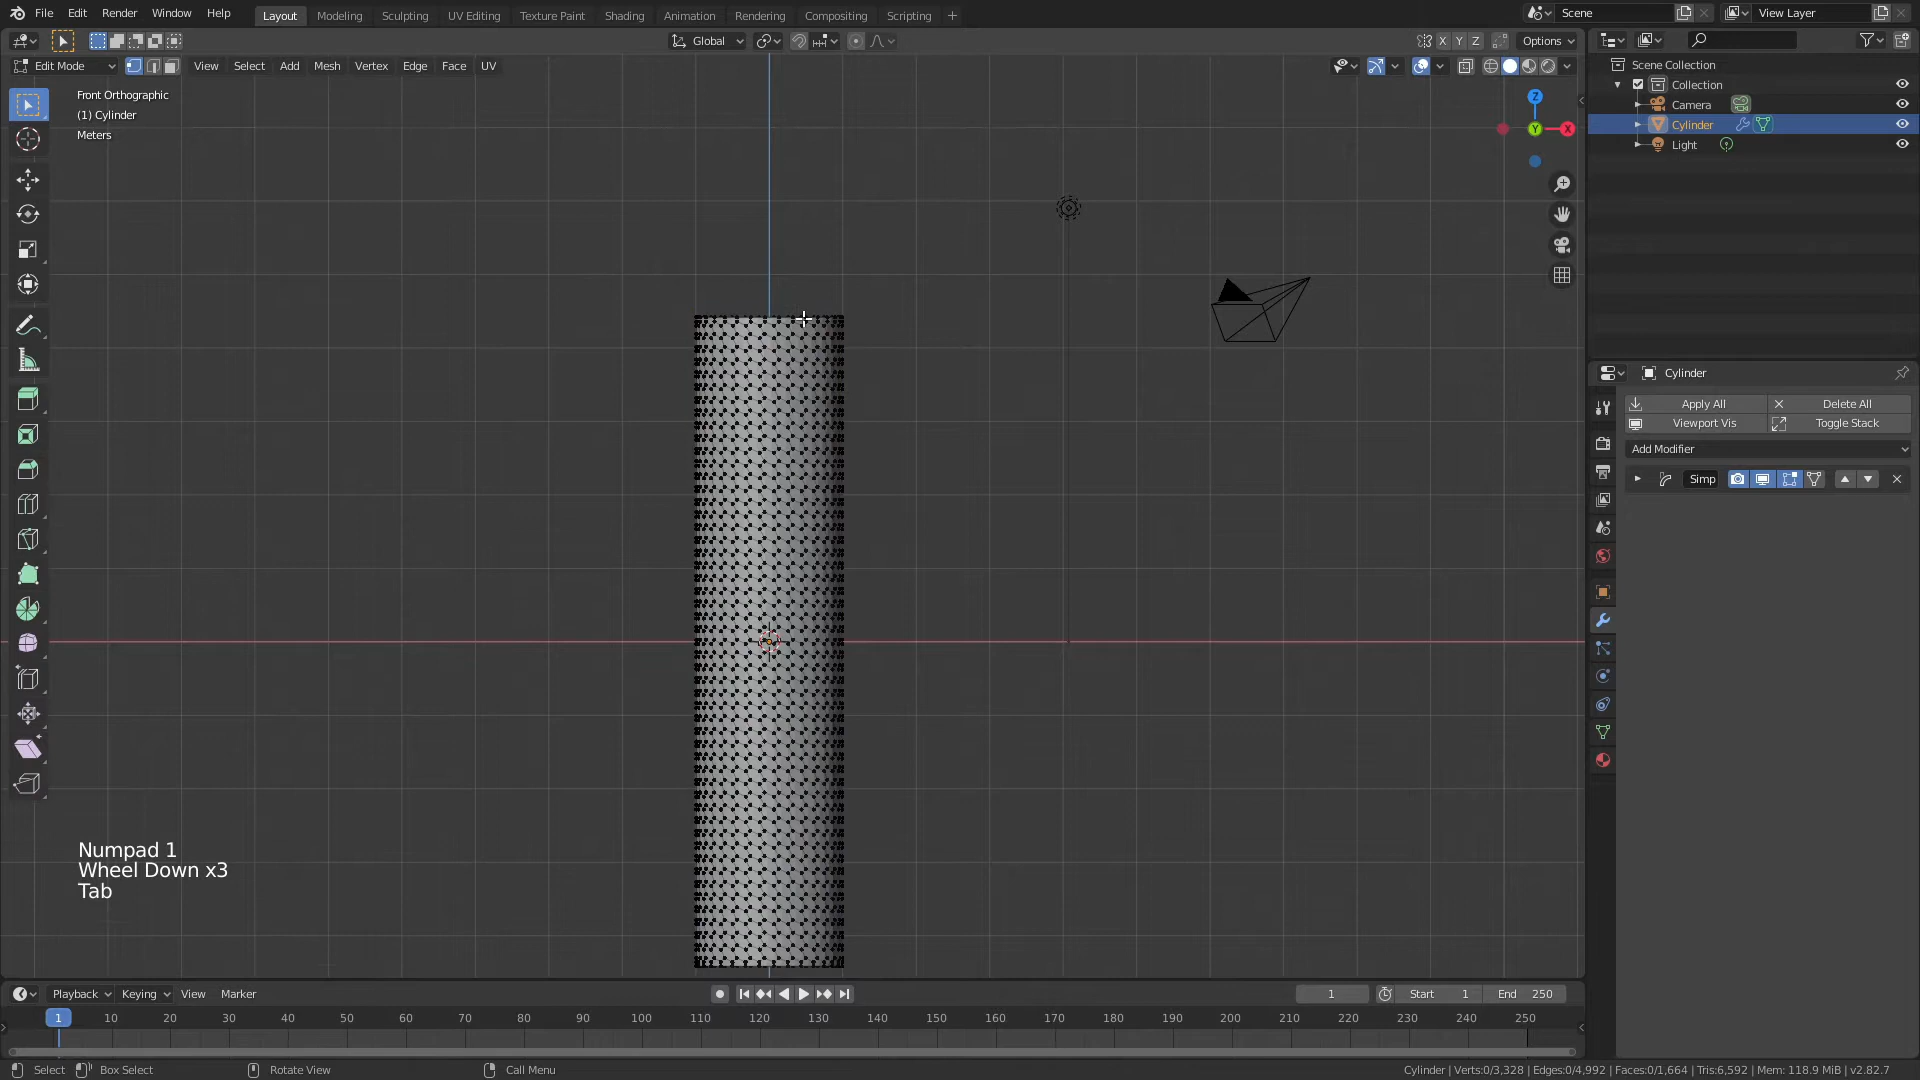 File Edit Render Window Help Layout Modeling Sculpting UV Editing Texture Paint Shading Animation Rendering Compositing Scripting + Scene View Layer
Global X Y Z Options
Edit Mode View Select Add Mesh Vertex Edge Face UV
Front Orthographic
(1) Cylinder
Meters
Z
Y
X
Scene Collection
Collection
Camera
Cylinder
Light
Cylinder
Apply All Delete All
Viewport Vis Toggle Stack
Add Modifier
Simp
Numpad 1
Wheel Down x3
Tab
Playback Keying View Marker 1 Start 1 End 250
1 10 20 30 40 50 60 70 80 90 100 110 120 130 140 150 160 170 180 190 200 210 220 230 240 250
Select Box Select Rotate View Call Menu Cylinder | Verts:0/3,328 | Edges:0/4,992 | Faces:0/1,664 | Tris:6,592 | Mem: 118.9 MiB | v2.82.7